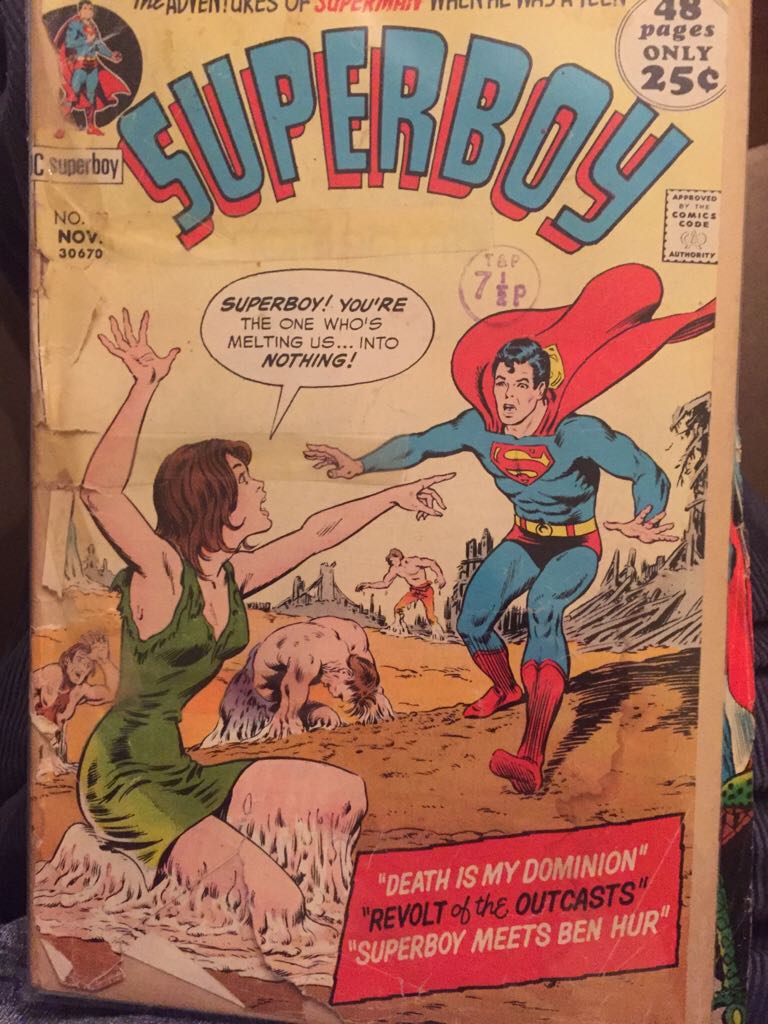 THE ADVENTURES OF SUPERMAN WHEN HE WAS A TEEN
48
pages
ONLY
25¢
SUPERBOY
C superboy
NO.
NOV.
30670
APPROVED
BY THE
COMICS
CODE
AUTHORITY
T&P
7½P
SUPERBOY! YOU'RE
THE ONE WHO'S
MELTING US... INTO
NOTHING!
"DEATH IS MY DOMINION"
"REVOLT of the OUTCASTS"
"SUPERBOY MEETS BEN HUR"